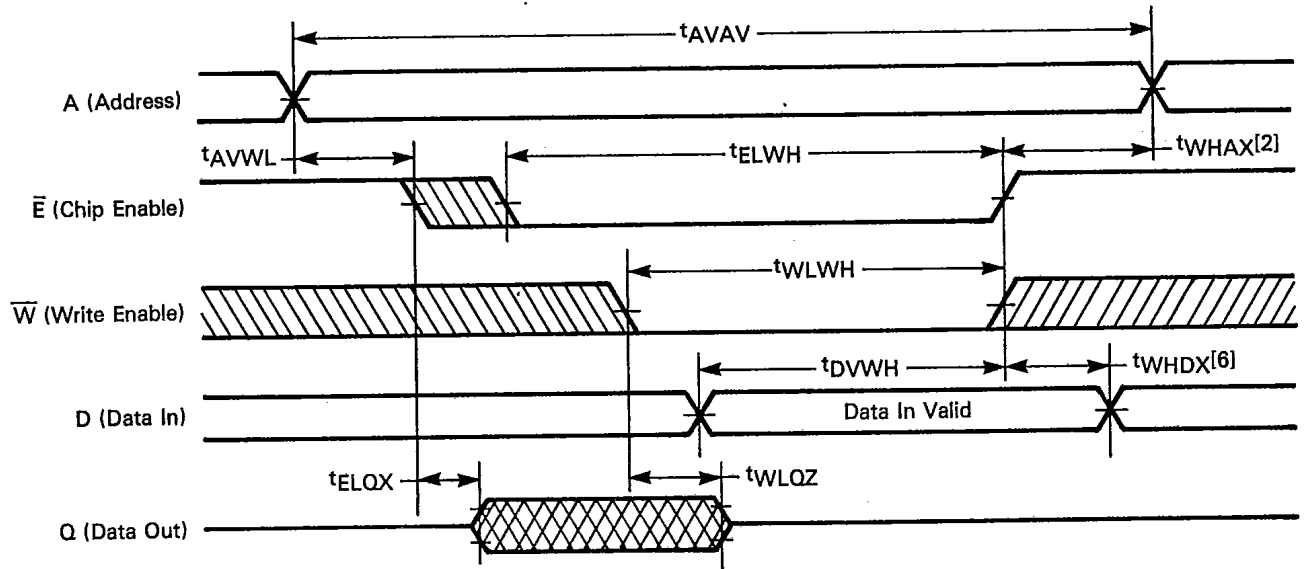 tAVAV
A (Address)
tAVWL
tELWH
tWHAX[2]
E̅ (Chip Enable)
tWLWH
W̅ (Write Enable)
tDVWH
tWHDX[6]
D (Data In)
Data In Valid
tELQX
tWLQZ
Q (Data Out)